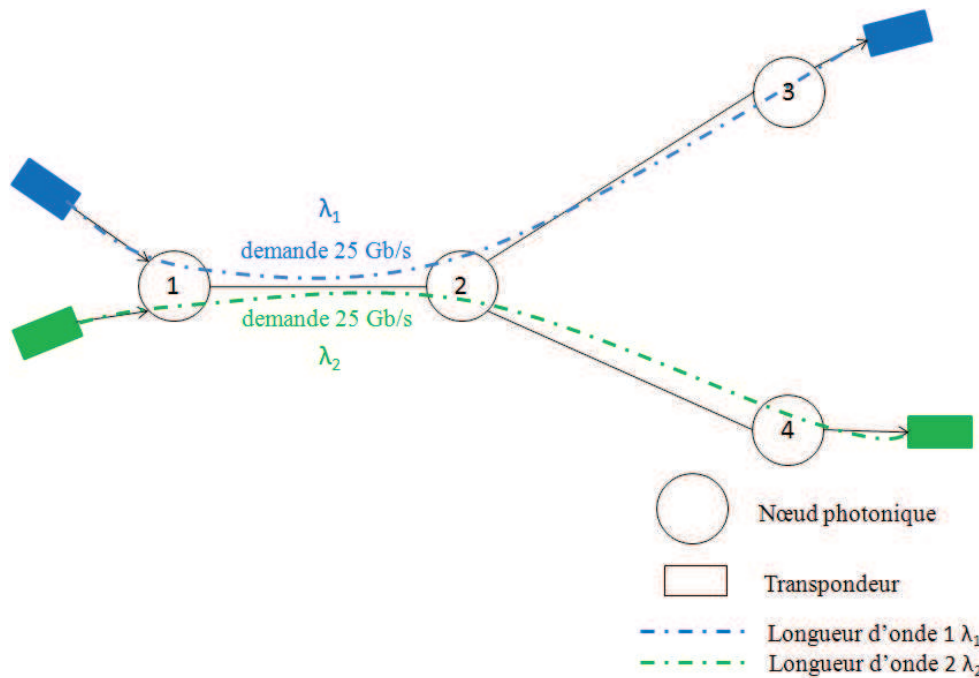 3
λ1
demande 25 Gb/s
1
2
demande 25 Gb/s
λ2
4
Nœud photonique
Transpondeur
Longueur d'onde 1 λ1
Longueur d'onde 2 λ2